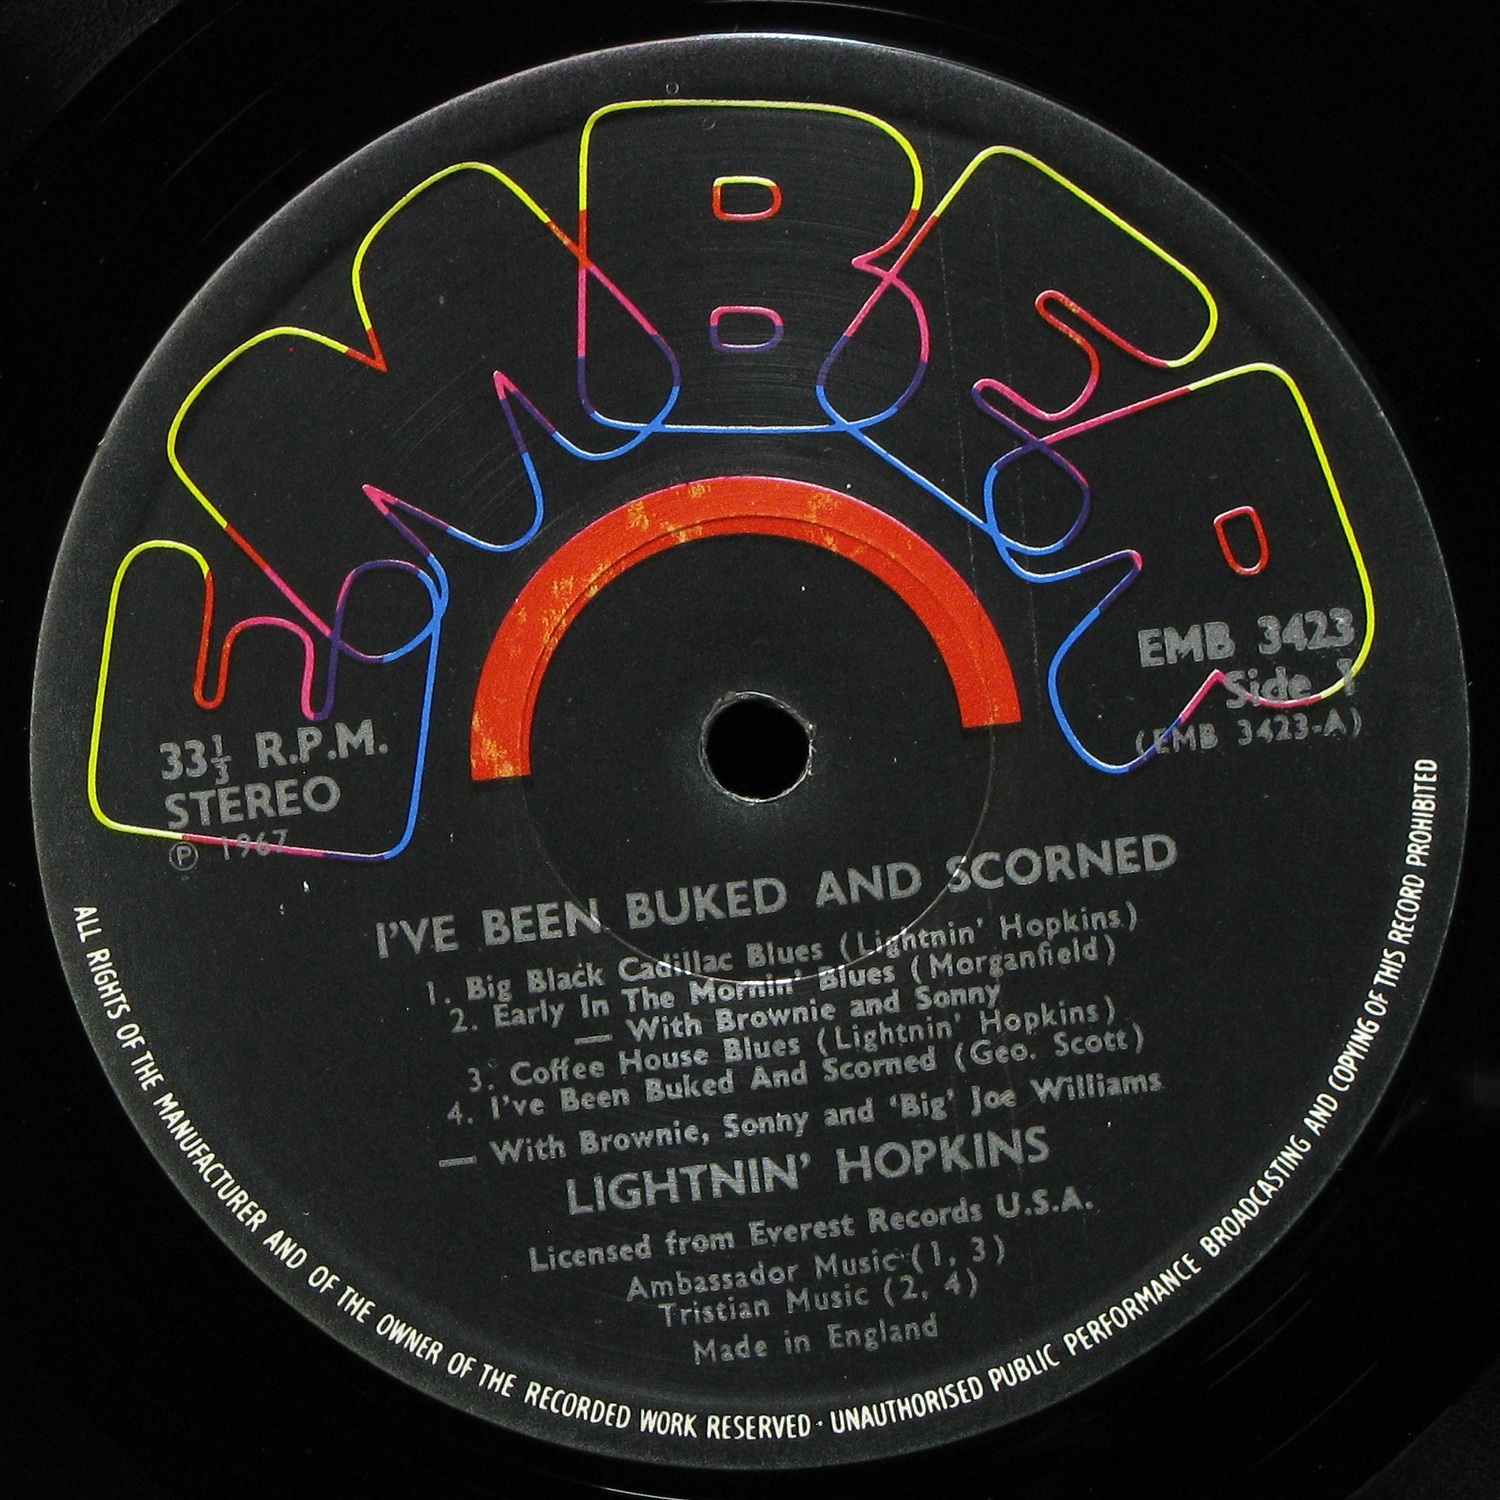 EMBER
EMB 3423
Side 1
(EMB 3423-A)
33⅓ R.P.M.
STEREO
Ⓟ 1967
I'VE BEEN BUKED AND SCORNED
1. Big Black Cadillac Blues (Lightnin' Hopkins)
2. Early In The Mornin' Blues (Morganfield)
— With Brownie and Sonny
3. Coffee House Blues (Lightnin' Hopkins)
4. I've Been Buked And Scorned (Geo. Scott)
— With Brownie, Sonny and 'Big' Joe Williams
LIGHTNIN' HOPKINS
Licensed from Everest Records U.S.A.
Ambassador Music (1, 3)
Tristian Music (2, 4)
Made in England
ALL RIGHTS OF THE MANUFACTURER AND OF THE OWNER OF THE RECORDED WORK RESERVED · UNAUTHORISED PUBLIC PERFORMANCE BROADCASTING AND COPYING OF THIS RECORD PROHIBITED